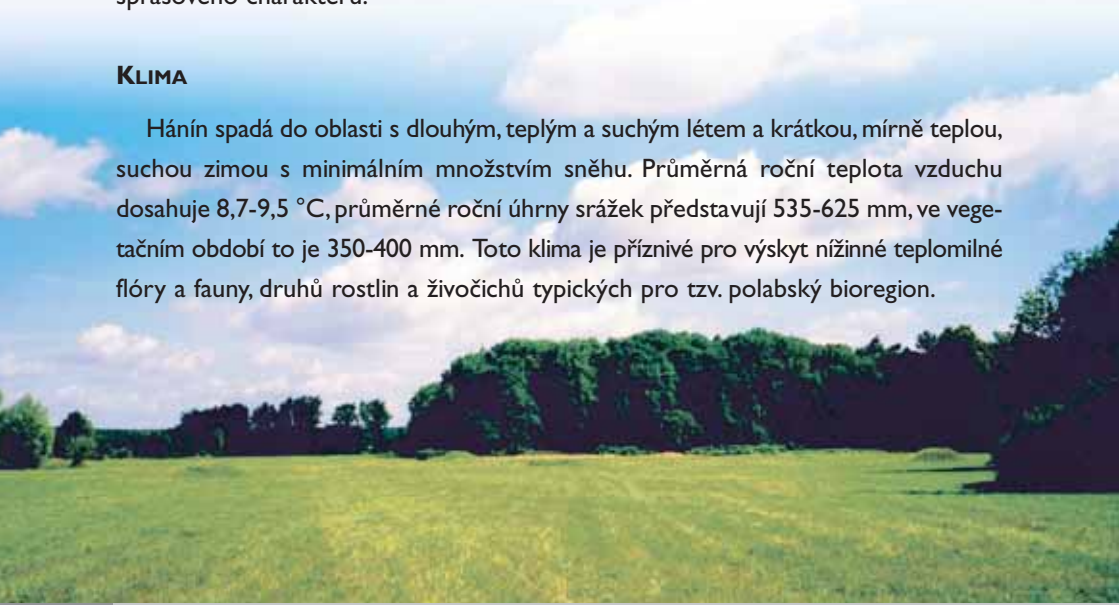 sprašového charakteru.
KLIMA
Hánín spadá do oblasti s dlouhým, teplým a suchým létem a krátkou, mírně teplou,
suchou zimou s minimálním množstvím sněhu. Průměrná roční teplota vzduchu
dosahuje 8,7-9,5 °C, průměrné roční úhrny srážek představují 535-625 mm, ve vege-
tačním období to je 350-400 mm. Toto klima je příznivé pro výskyt nížinné teplomilné
flóry a fauny, druhů rostlin a živočichů typických pro tzv. polabský bioregion.